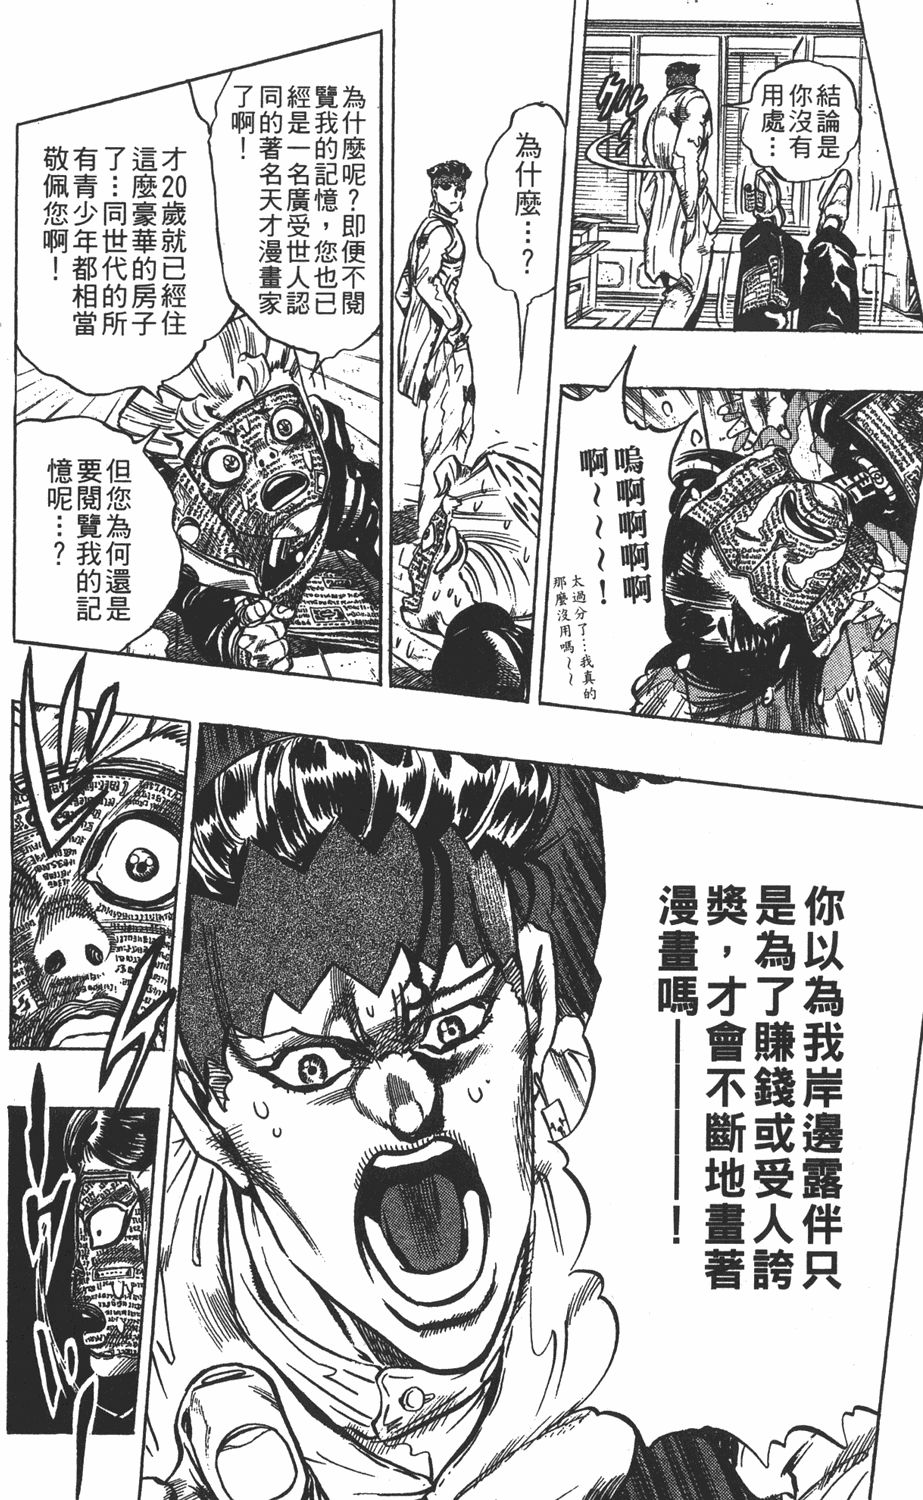 結論是
你沒有
用處…
嗚啊啊啊啊
啊～～～～！
太過分了…我真的
那麼沒用嗎～～
為什麼…？
為什麼呢？即便不閱
覽我的記憶，您也已
經是一名廣受世人認
同的著名天才漫畫家
了啊！
才20歲就已經住
這麼豪華的房子
了…同世代的所
有青少年都相當
敬佩您啊！
但您為何還是
要閱覽我的記
憶呢…？
你以為我岸邊露伴只
是為了賺錢或受人誇
獎，才會不斷地畫著
漫畫嗎————！